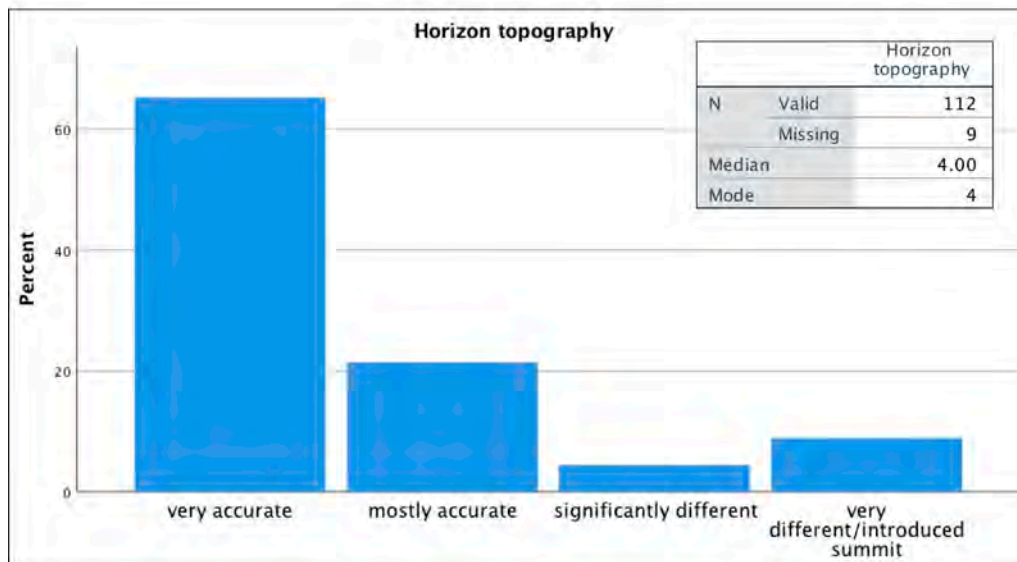 Horizon topography
Horizon
topography
N Valid 112
Missing 9
Median 4.00
Mode 4
Percent
60
40
20
0
very accurate
mostly accurate
significantly different
very
different/introduced
summit